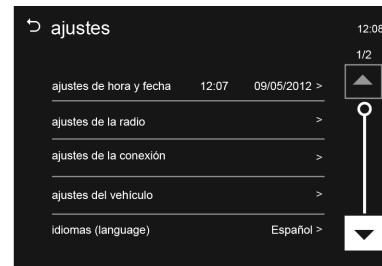 ajustes
12:08
1/2
ajustes de hora y fecha 12:07 09/05/2012 >
ajustes de la radio >
ajustes de la conexión >
ajustes del vehículo >
idiomas (language) Español >